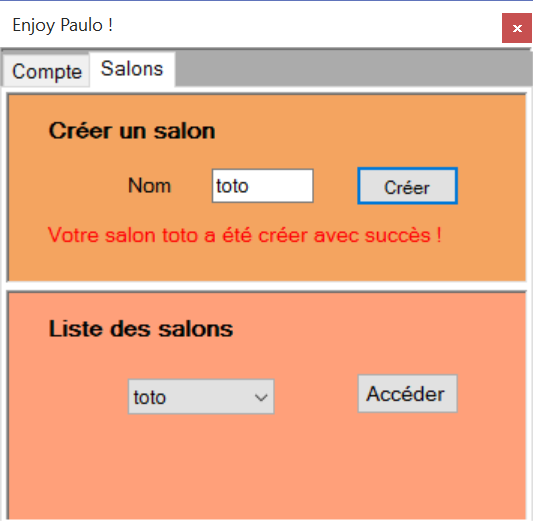 Enjoy Paulo !
Compte Salons
Créer un salon
Nom toto Créer
Votre salon toto a été créer avec succès !
Liste des salons
toto Accéder